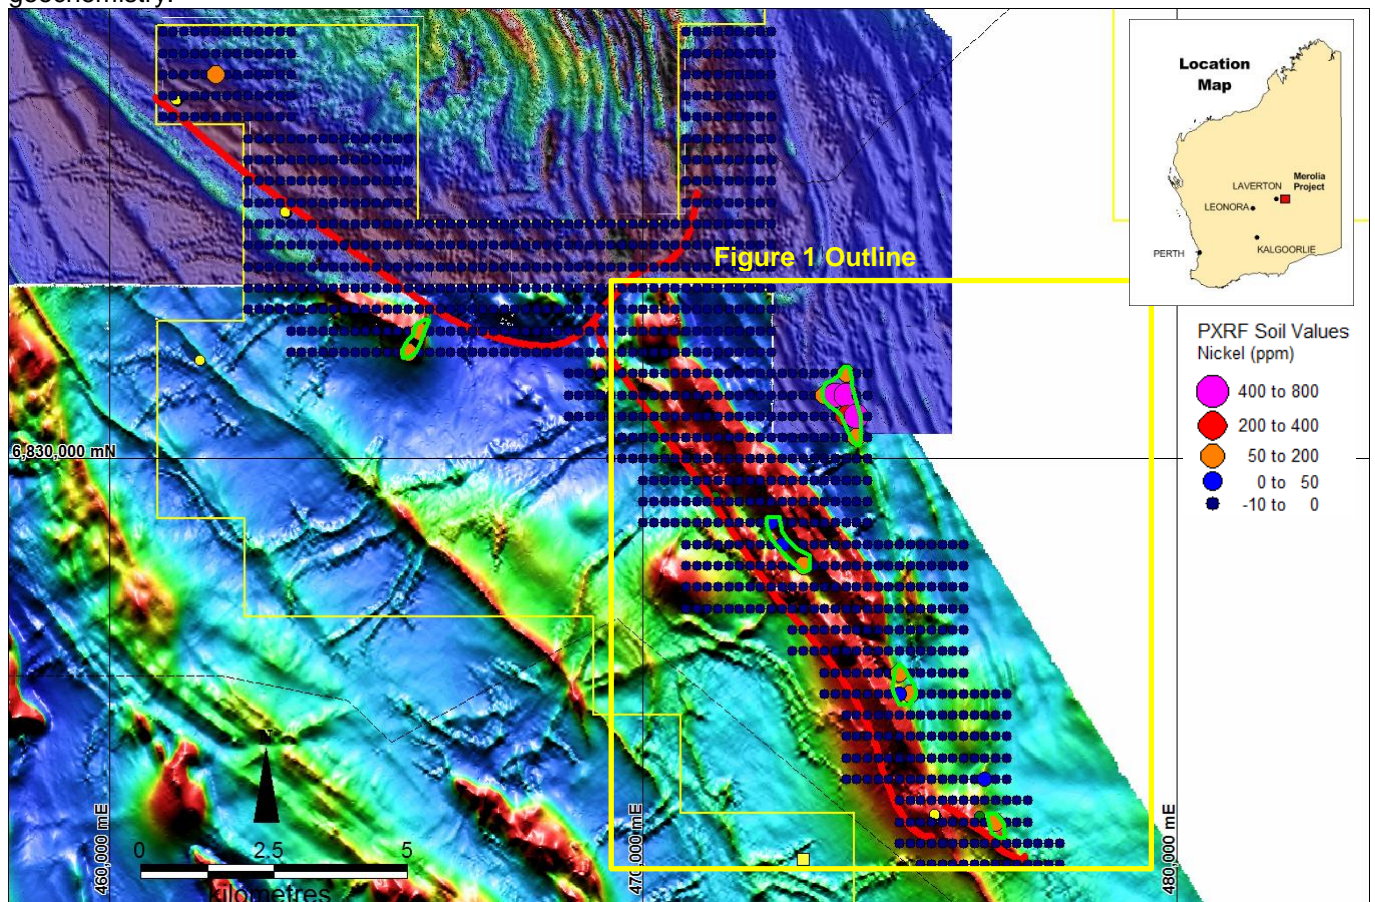 geochemistry.
Location
Map
LAVERTON
Merolia
Project
LEONORA
KALGOORLIE
PERTH
Figure 1 Outline
PXRF Soil Values
Nickel (ppm)
400 to 800
200 to 400
50 to 200
0 to 50
-10 to 0
6,830,000 mN
N
460,000 mE
470,000 mE
480,000 mE
0 2.5 5
kilometres